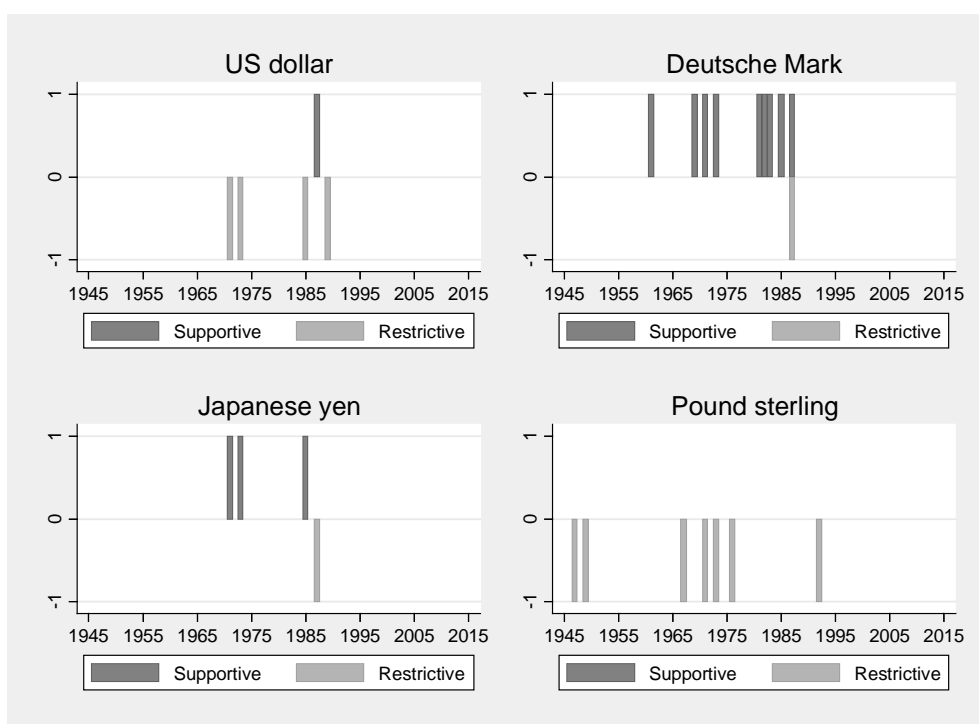 US dollar
Deutsche Mark
1
0
-1
1945 1955 1965 1975 1985 1995 2005 2015
Supportive Restrictive
1
0
-1
1945 1955 1965 1975 1985 1995 2005 2015
Supportive Restrictive
Japanese yen
Pound sterling
1
0
-1
1945 1955 1965 1975 1985 1995 2005 2015
Supportive Restrictive
1
0
-1
1945 1955 1965 1975 1985 1995 2005 2015
Supportive Restrictive